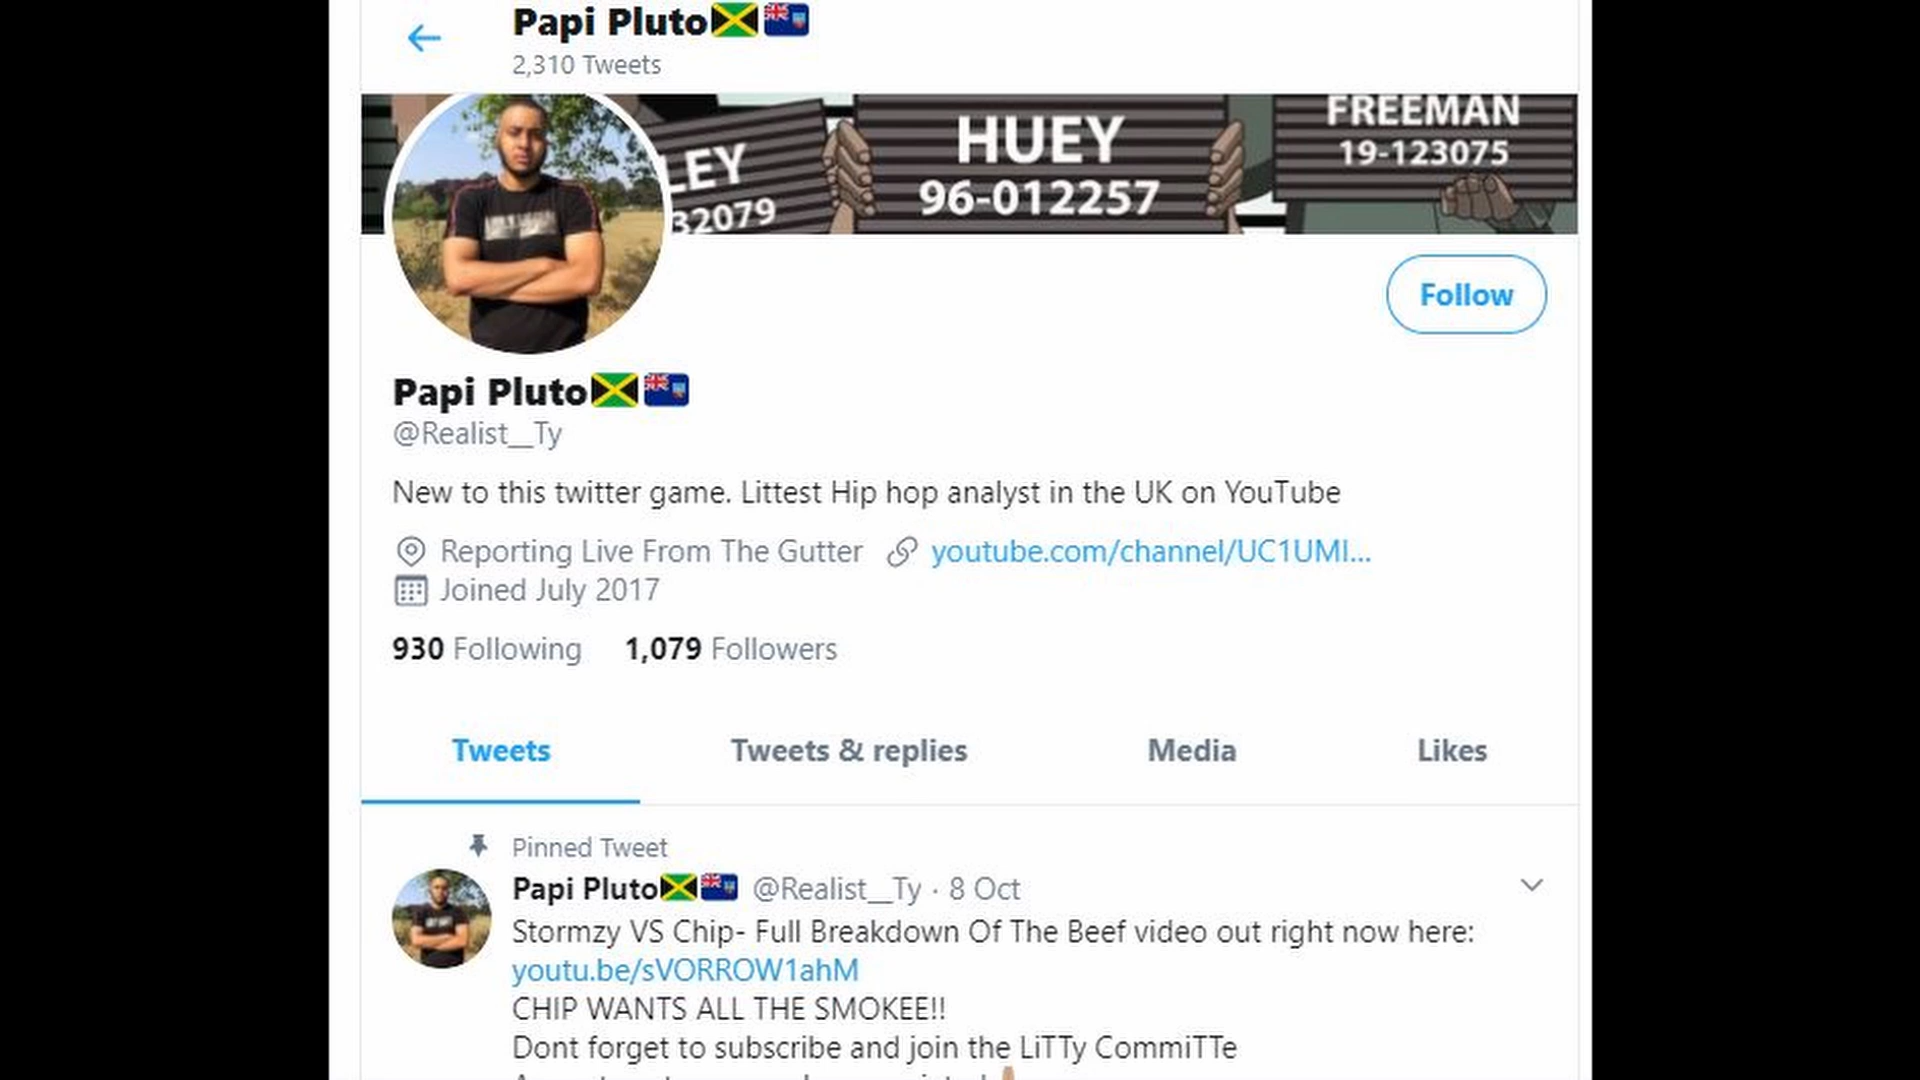 Papi Pluto
2,310 Tweets
LEY
32079
HUEY
96-012257
FREEMAN
19-123075
Follow
Papi Pluto
@Realist__Ty
New to this twitter game. Littest Hip hop analyst in the UK on YouTube
Reporting Live From The Gutter youtube.com/channel/UC1UMI...
Joined July 2017
930 Following 1,079 Followers
Tweets Tweets & replies Media Likes
Pinned Tweet
Papi Pluto @Realist__Ty · 8 Oct
Stormzy VS Chip- Full Breakdown Of The Beef video out right now here:
youtu.be/sVORROW1ahM
CHIP WANTS ALL THE SMOKEE!!
Dont forget to subscribe and join the LiTTy CommiTTe